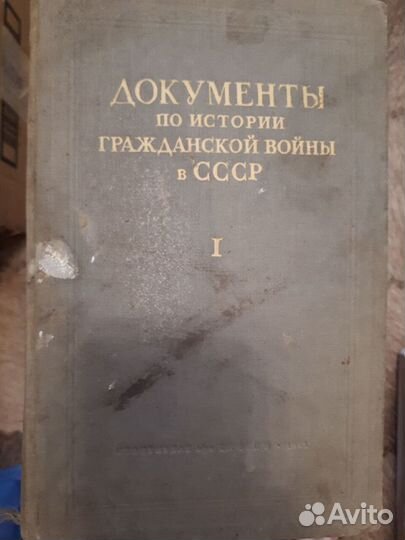 ДОКУМЕНТЫ
ПО ИСТОРИИ
ГРАЖДАНСКОЙ ВОЙНЫ
В СССР
I
Avito